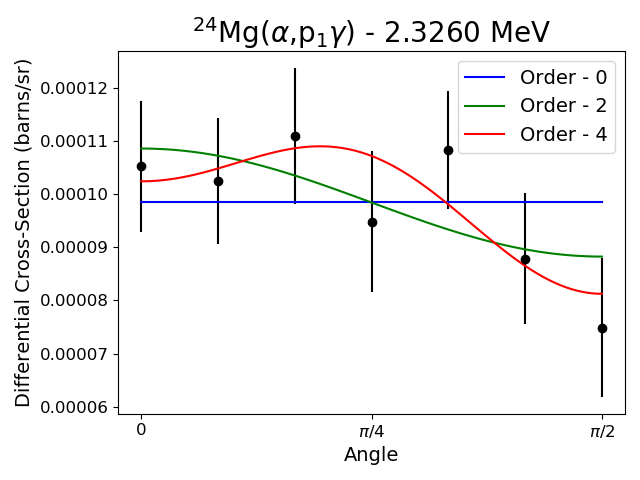 ²⁴Mg(α,p₁γ) - 2.3260 MeV
Order - 0
Order - 2
Order - 4
Differential Cross-Section (barns/sr)
0.00012
0.00011
0.00010
0.00009
0.00008
0.00007
0.00006
0
π/4
π/2
Angle